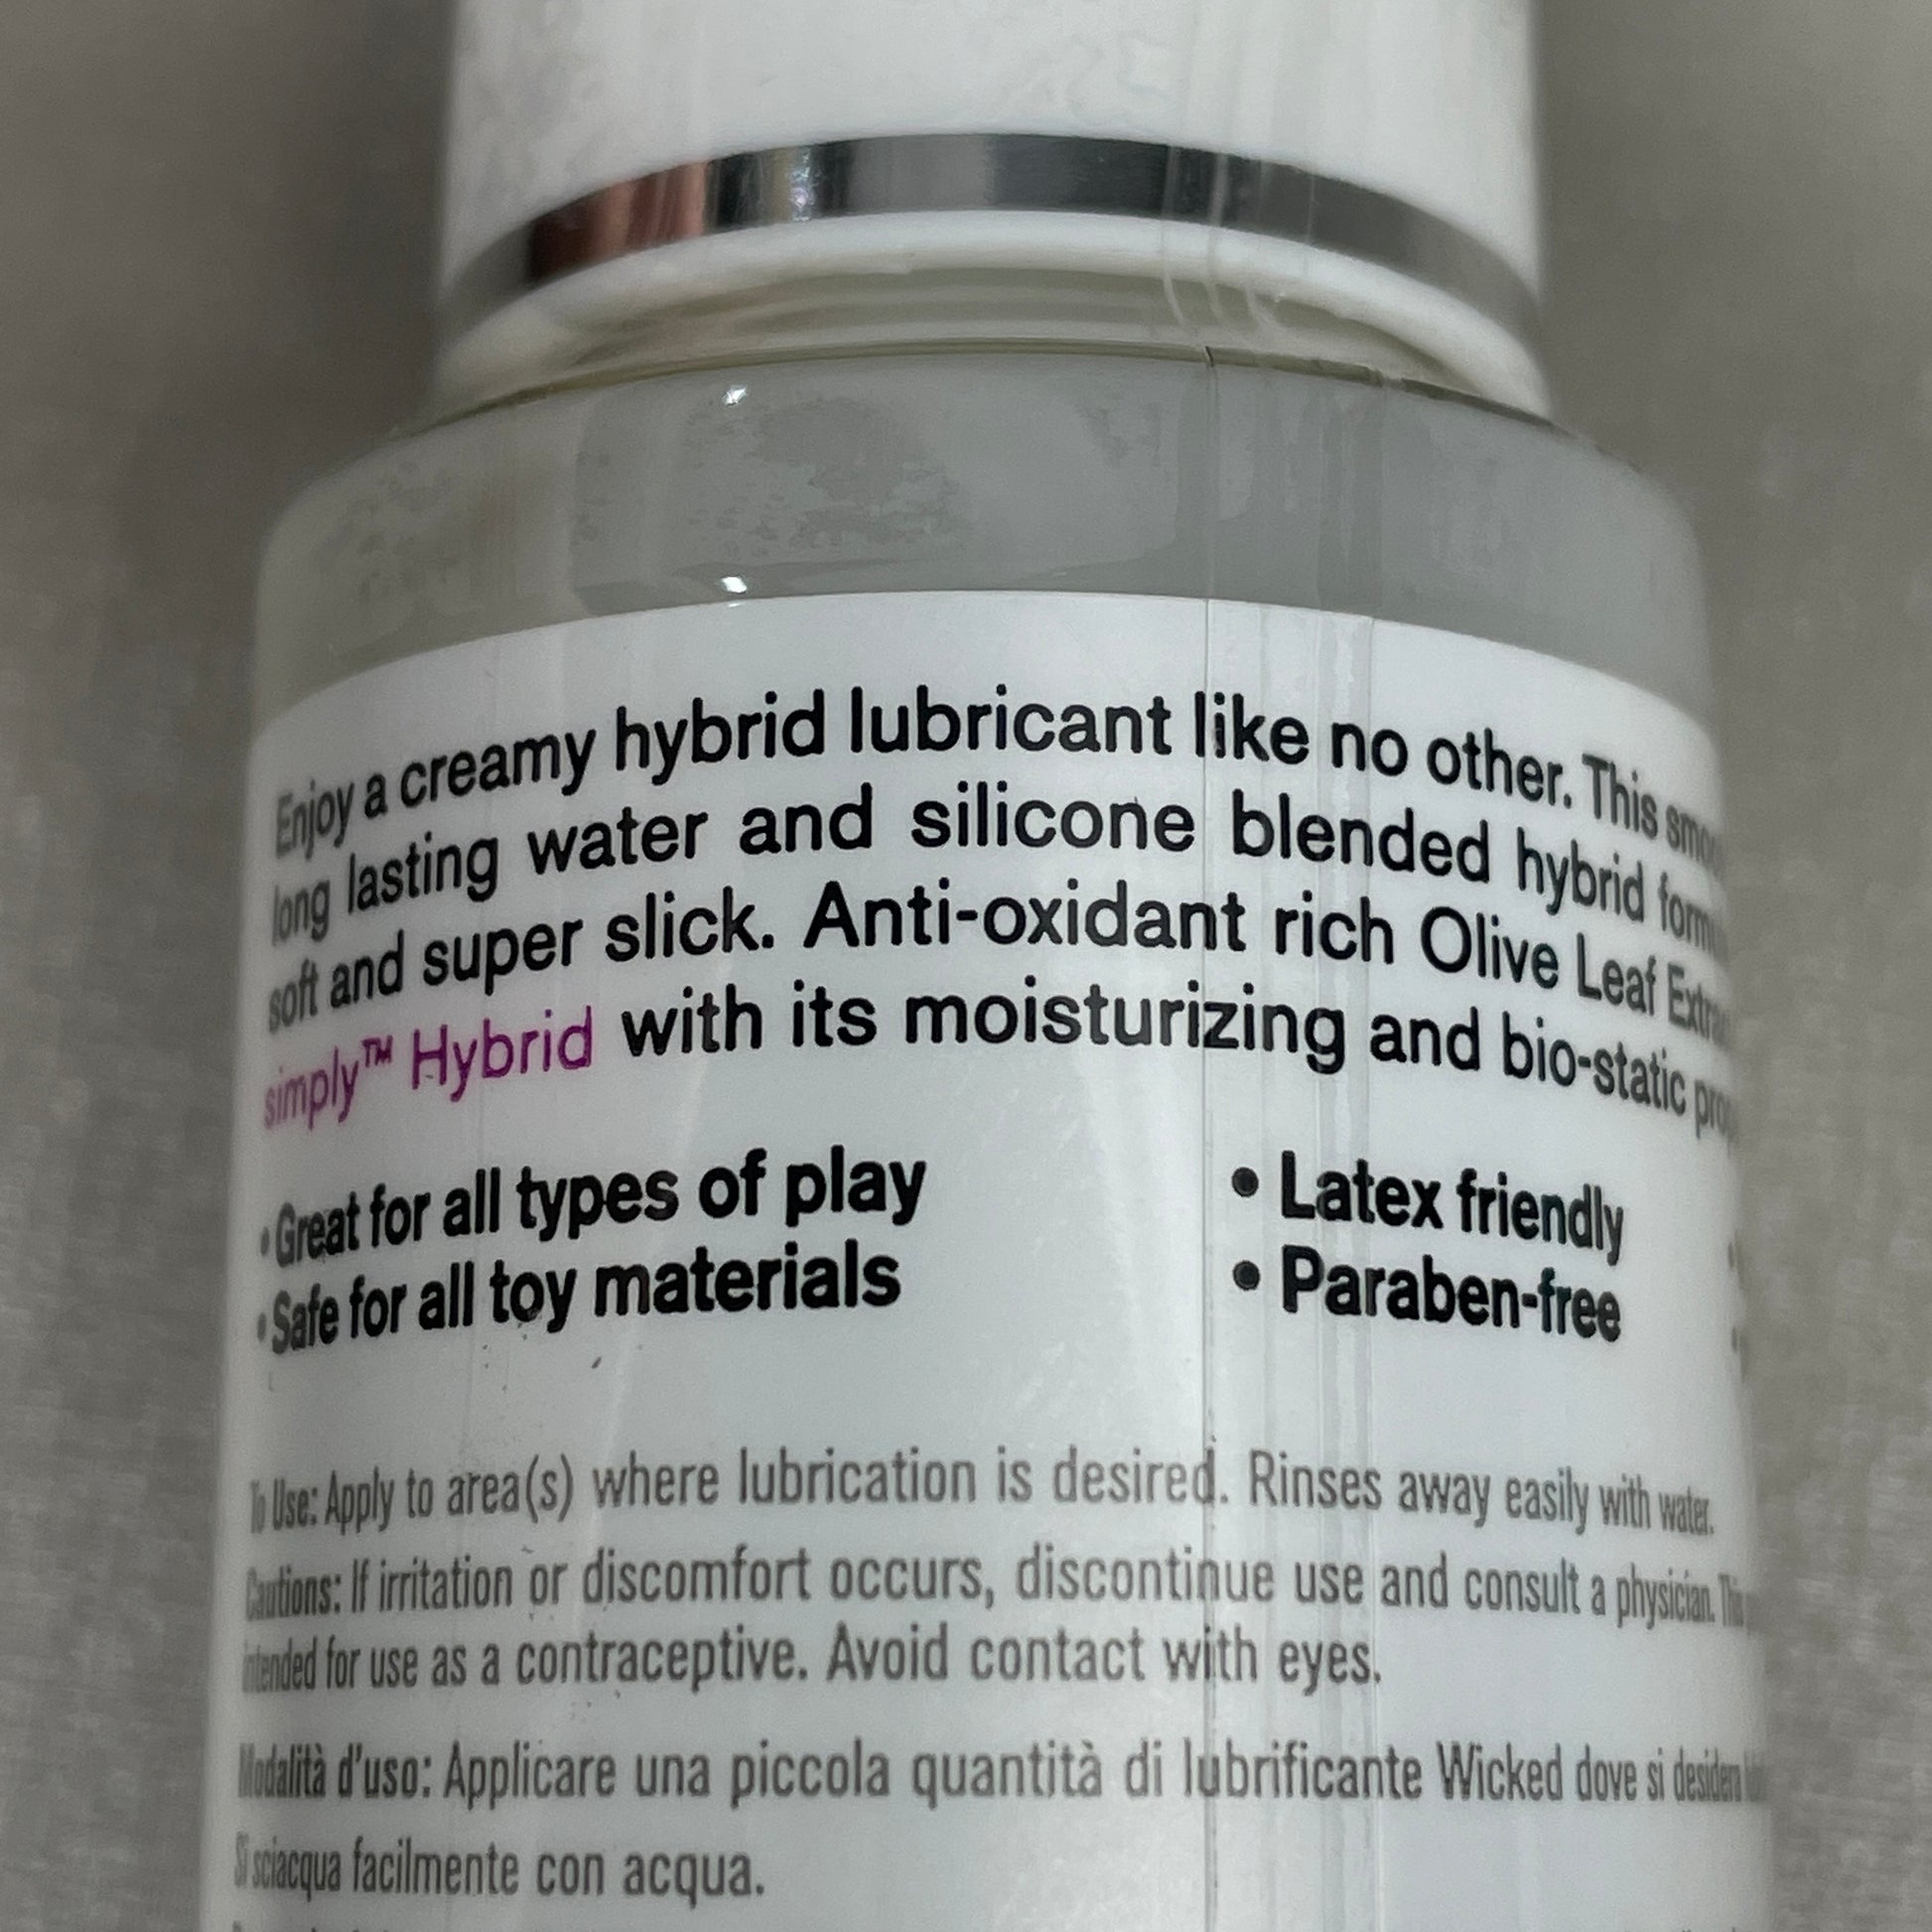 Enjoy a creamy hybrid lubricant like no other. This
long lasting water and silicone blended hybrid
soft and super slick. Anti-oxidant rich Olive Leaf
simply™ Hybrid with its moisturizing and bio-static
• Great for all types of play • Latex friendly
• Safe for all toy materials • Paraben-free
To Use: Apply to area(s) where lubrication is desired. Rinses away easily with water.
Cautions: If irritation or discomfort occurs, discontinue use and consult a physician. This
intended for use as a contraceptive. Avoid contact with eyes.
Modalità d'uso: Applicare una piccola quantità di lubrificante Wicked dove si desidera
Si sciacqua facilmente con acqua.